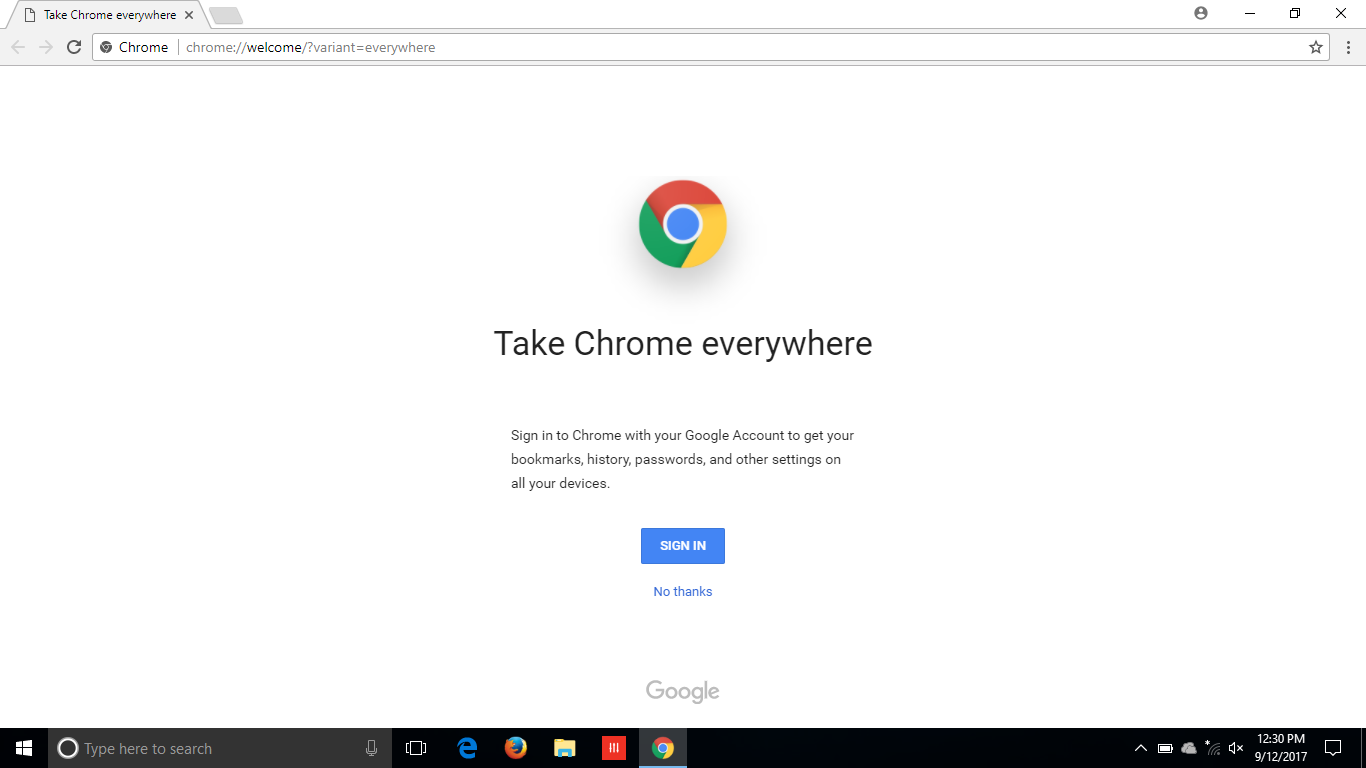 Take Chrome everywhere
Chrome chrome://welcome/?variant=everywhere
Take Chrome everywhere
Sign in to Chrome with your Google Account to get your
bookmarks, history, passwords, and other settings on
all your devices.
SIGN IN
No thanks
Google
Type here to search
12:30 PM
9/12/2017